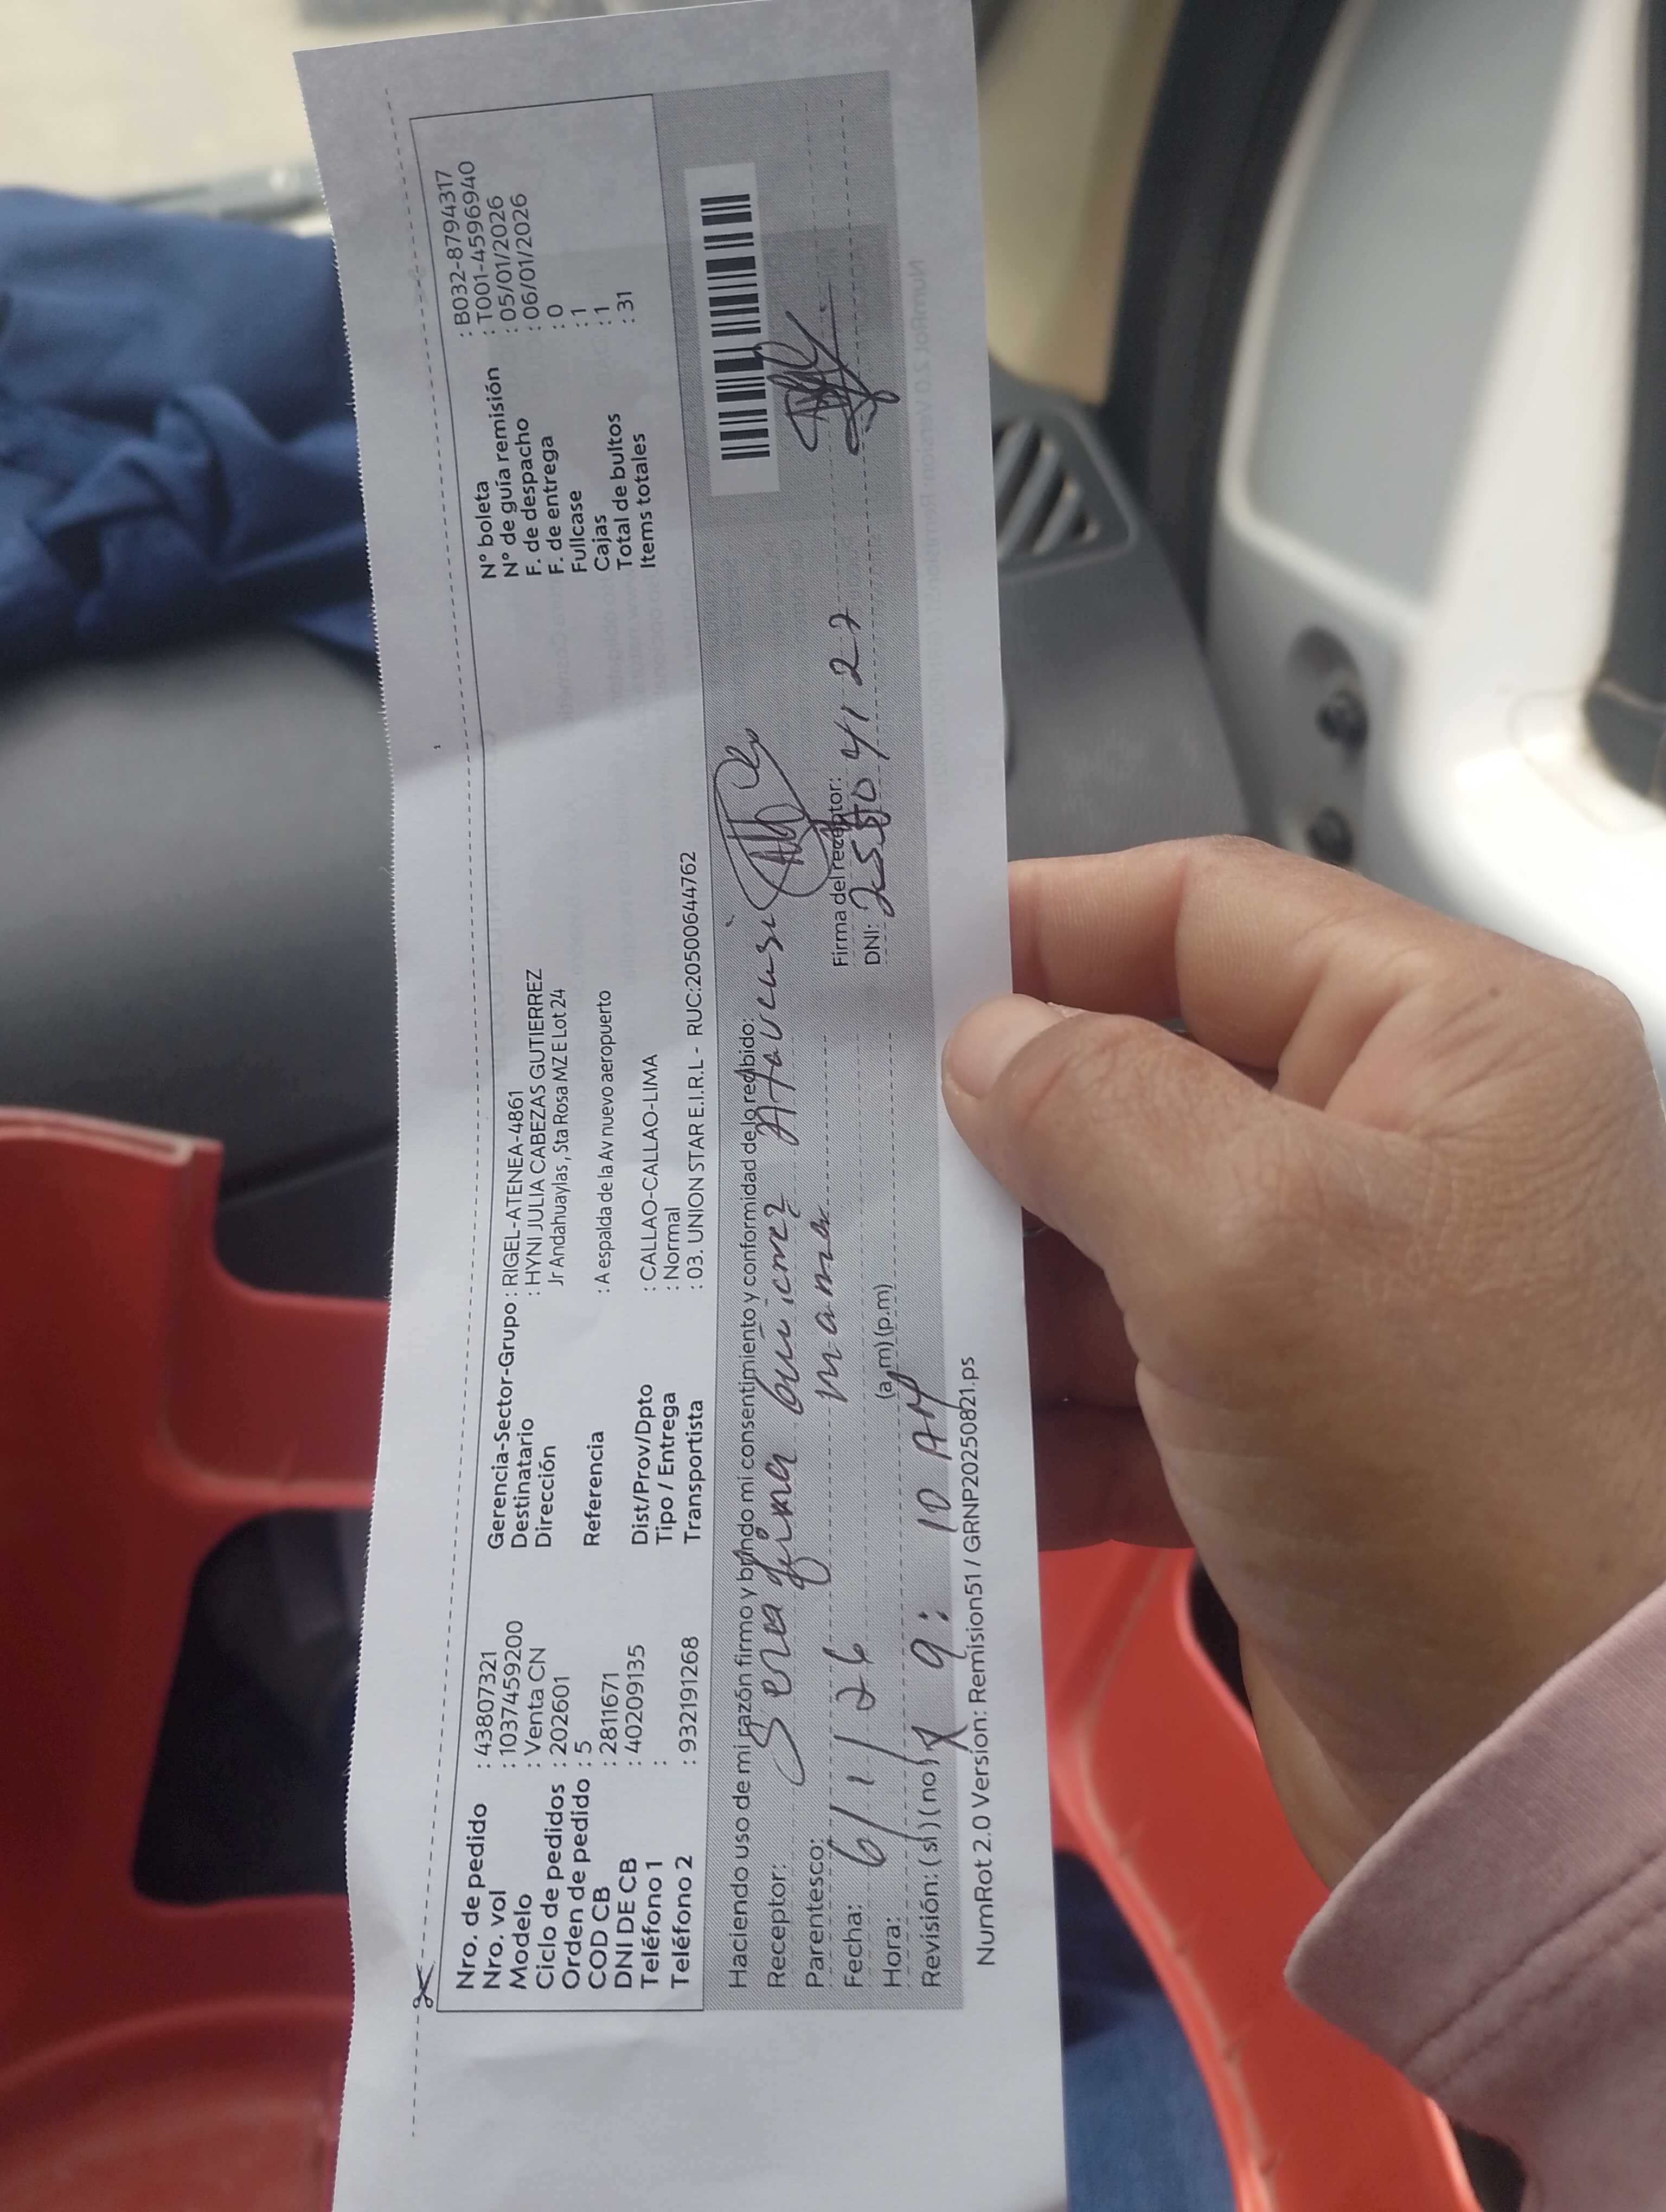 Nro. de pedido : 43807321
Nro. vol : 1037459200
Modelo : Venta CN
Ciclo de pedidos : 202601
Orden de pedido : 5
COD CB : 2811671
DNI DE CB : 40209135
Teléfono 1 :
Teléfono 2 : 932191268
Gerencia-Sector-Grupo : RIGEL-ATENEA-4861
Destinatario : HYNI JULIA CABEZAS GUTIERREZ
Dirección Jr Andahuaylas , Sta Rosa MZ E Lot 24
Referencia : A espalda de la Av nuevo aeropuerto
Dist/Prov/Dpto : CALLAO-CALLAO-LIMA
Tipo / Entrega : Normal
Transportista : 03. UNION STAR E.I.R.L - RUC:20500644762
N° boleta : B032-8794317
N° de guía remisión : T001-4596940
F. de despacho : 05/01/2026
F. de entrega : 06/01/2026
Fullcase : 0
Cajas : 1
Total de bultos : 1
Items totales : 31
Haciendo uso de mi razón firmo y brindo mi consentimiento y conformidad de lo recibido:
Receptor:
Parentesco: mama
Fecha: 6/1/26
Hora: 9:10 AM (a.m) (p.m)
Revisión: (si) (no)
Firma del receptor:
DNI:
NumRot 2.0 Version: Remision51 / GRNP20250821.ps